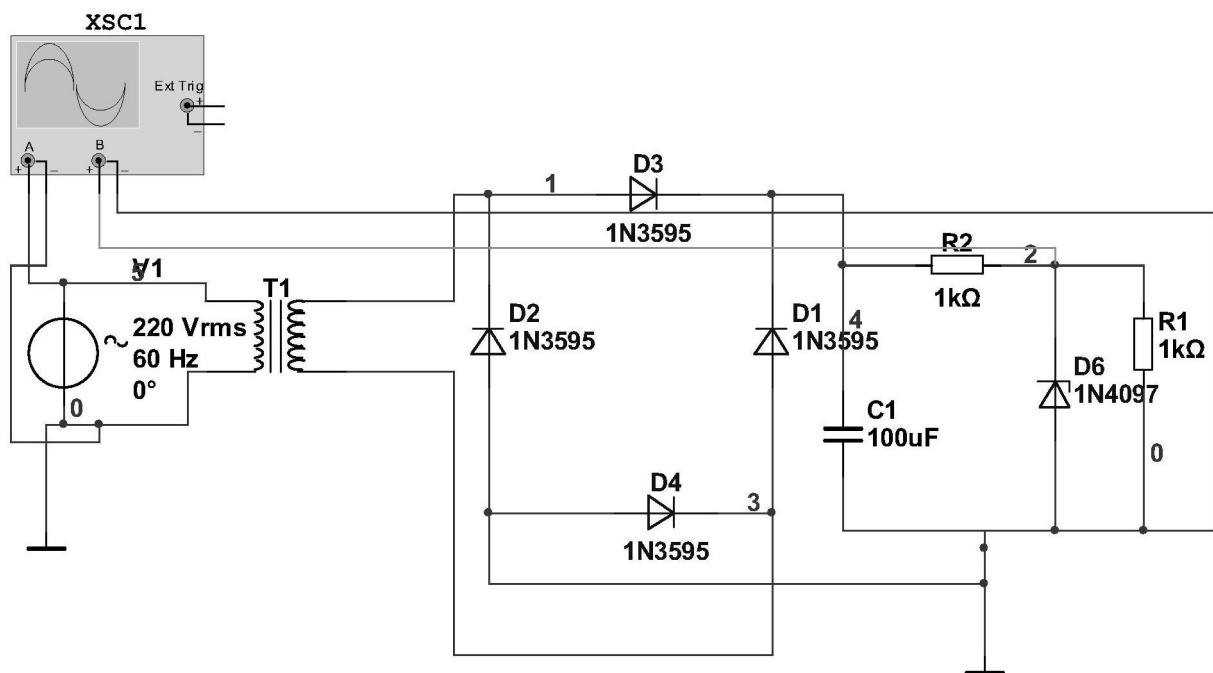 XSC1
Ext Trig
+
–
A
B
+
–
+
–
V1
5
220 Vrms
60 Hz
0°
0
T1
1
D3
1N3595
D2
1N3595
D1
1N3595
D4
1N3595
3
4
C1
100uF
R2
1kΩ
2
R1
1kΩ
D6
1N4097
0